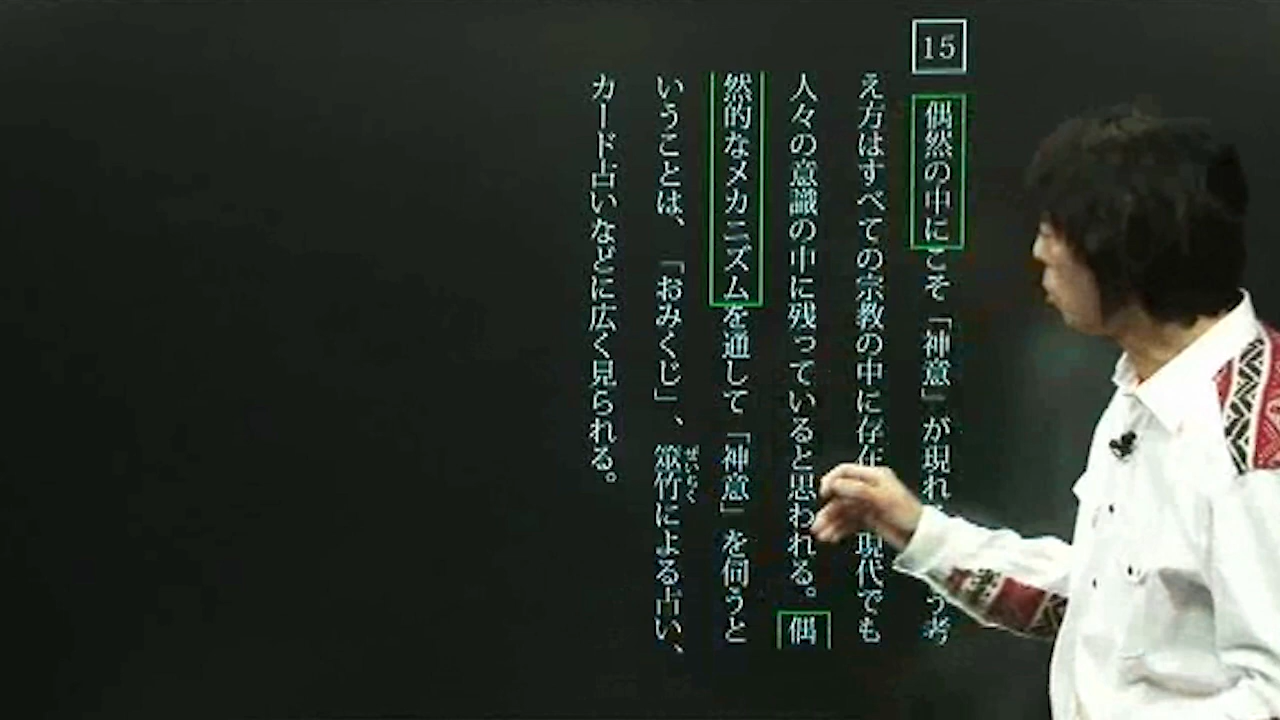 15
偶然の中にこそ「神意」が現れ う考
え方はすべての宗教の中に存在 現代でも
人々の意識の中に残っていると思われる。偶
然的なメカニズムを通して「神意」を伺うと
いうことは、「おみくじ」、筮竹による占い、
ぜいちく
カード占いなどに広く見られる。